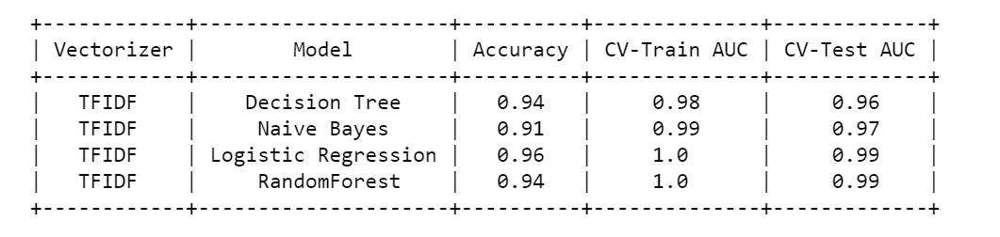 +------------+---------------------+----------+--------------+-------------+
| Vectorizer |        Model        | Accuracy | CV-Train AUC | CV-Test AUC |
+------------+---------------------+----------+--------------+-------------+
|   TFIDF    |    Decision Tree    |   0.94   |     0.98     |     0.96    |
|   TFIDF    |     Naive Bayes     |   0.91   |     0.99     |     0.97    |
|   TFIDF    | Logistic Regression |   0.96   |     1.0      |     0.99    |
|   TFIDF    |     RandomForest    |   0.94   |     1.0      |     0.99    |
+------------+---------------------+----------+--------------+-------------+